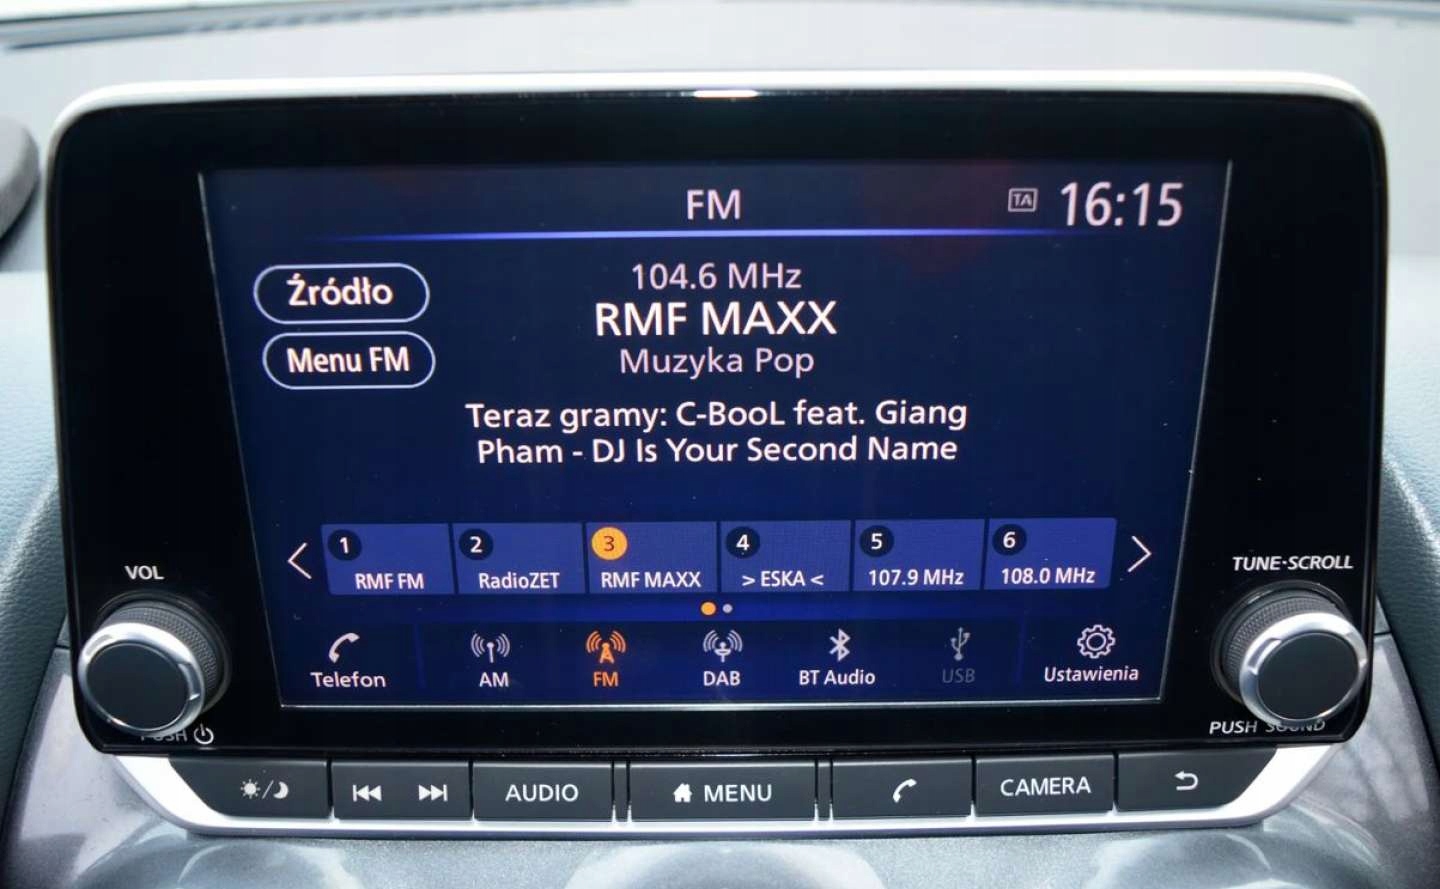 FM
TA 16:15
Źródło
Menu FM
104.6 MHz
RMF MAXX
Muzyka Pop
Teraz gramy: C-BooL feat. Giang
Pham - DJ Is Your Second Name
1 2 3 4 5 6
RMF FM RadioZET RMF MAXX > ESKA < 107.9 MHz 108.0 MHz
VOL
TUNE·SCROLL
Telefon AM FM DAB BT Audio USB Ustawienia
PUSH
PUSH SOUND
AUDIO MENU CAMERA